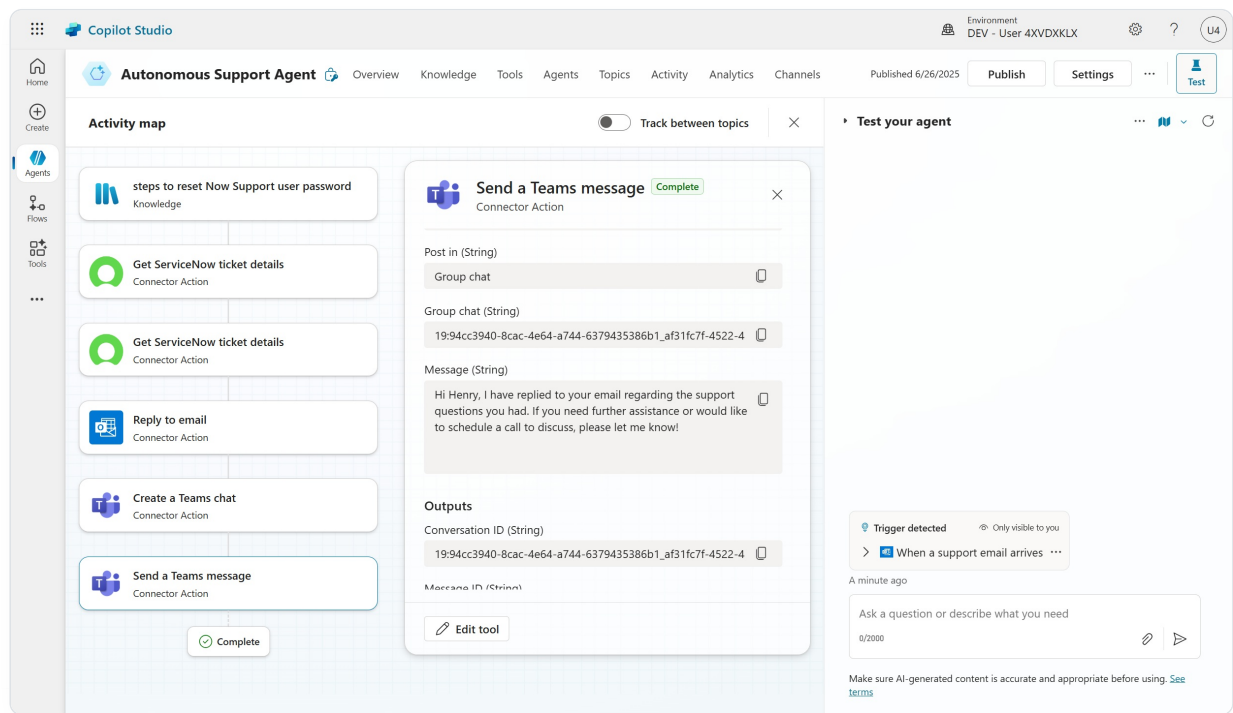 Copilot Studio
Environment
DEV - User 4XVDXKLX
U4
Home
Create
Agents
Flows
Tools
Autonomous Support Agent
Overview
Knowledge
Tools
Agents
Topics
Activity
Analytics
Channels
Published 6/26/2025
Publish
Settings
Test
Activity map
Track between topics
steps to reset Now Support user password
Knowledge
Get ServiceNow ticket details
Connector Action
Get ServiceNow ticket details
Connector Action
Reply to email
Connector Action
Create a Teams chat
Connector Action
Send a Teams message
Connector Action
Complete
Send a Teams message
Complete
Connector Action
Post in (String)
Group chat
Group chat (String)
19:94cc3940-8cac-4e64-a744-6379435386b1_af31fc7f-4522-4
Message (String)
Hi Henry, I have replied to your email regarding the support
questions you had. If you need further assistance or would like
to schedule a call to discuss, please let me know!
Outputs
Conversation ID (String)
19:94cc3940-8cac-4e64-a744-6379435386b1_af31fc7f-4522-4
Message ID (String)
Edit tool
Test your agent
Trigger detected
Only visible to you
When a support email arrives
A minute ago
Ask a question or describe what you need
0/2000
Make sure AI-generated content is accurate and appropriate before using. See
terms